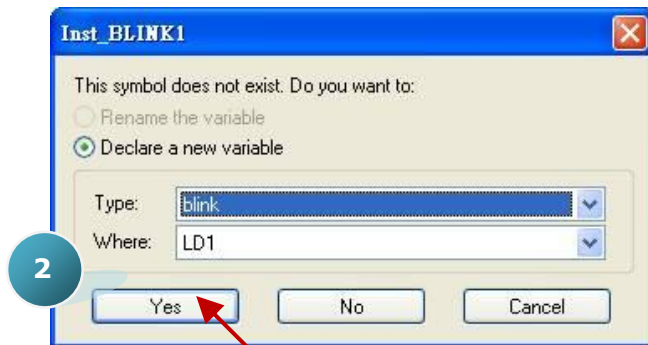 Inst_BLINK1
This symbol does not exist. Do you want to:
Rename the variable
Declare a new variable
Type: blink
Where: LD1
2
Yes No Cancel